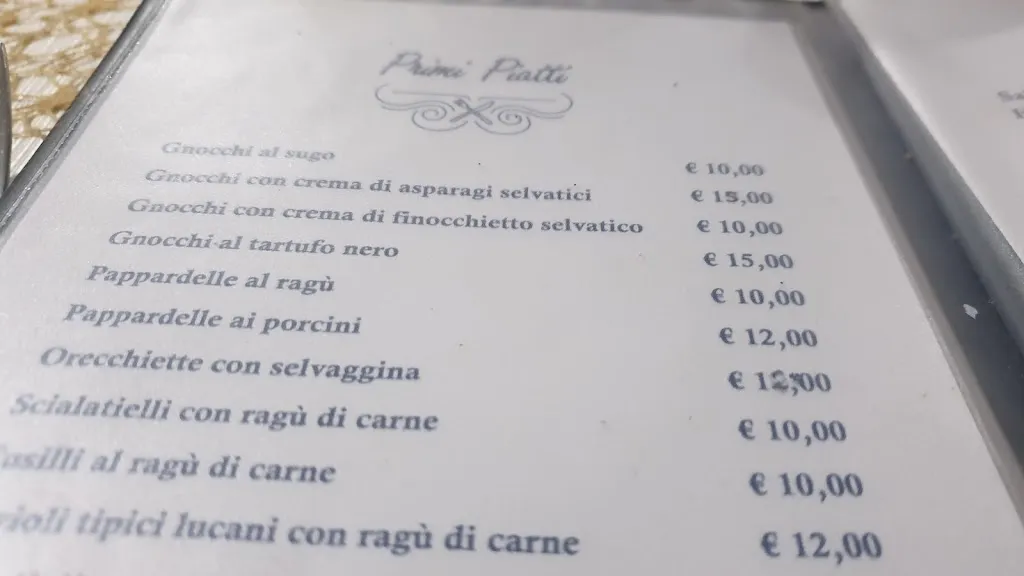 Primi Piatti
Gnocchi al sugo € 10,00
Gnocchi con crema di asparagi selvatici € 15,00
Gnocchi con crema di finocchietto selvatico € 10,00
Gnocchi al tartufo nero € 15,00
Pappardelle al ragù € 10,00
Pappardelle ai porcini € 12,00
Orecchiette con selvaggina €
Scialatielli con ragù di carne € 10,00
al ragù di carne € 10,00
tipici lucani con ragù di carne € 12,00